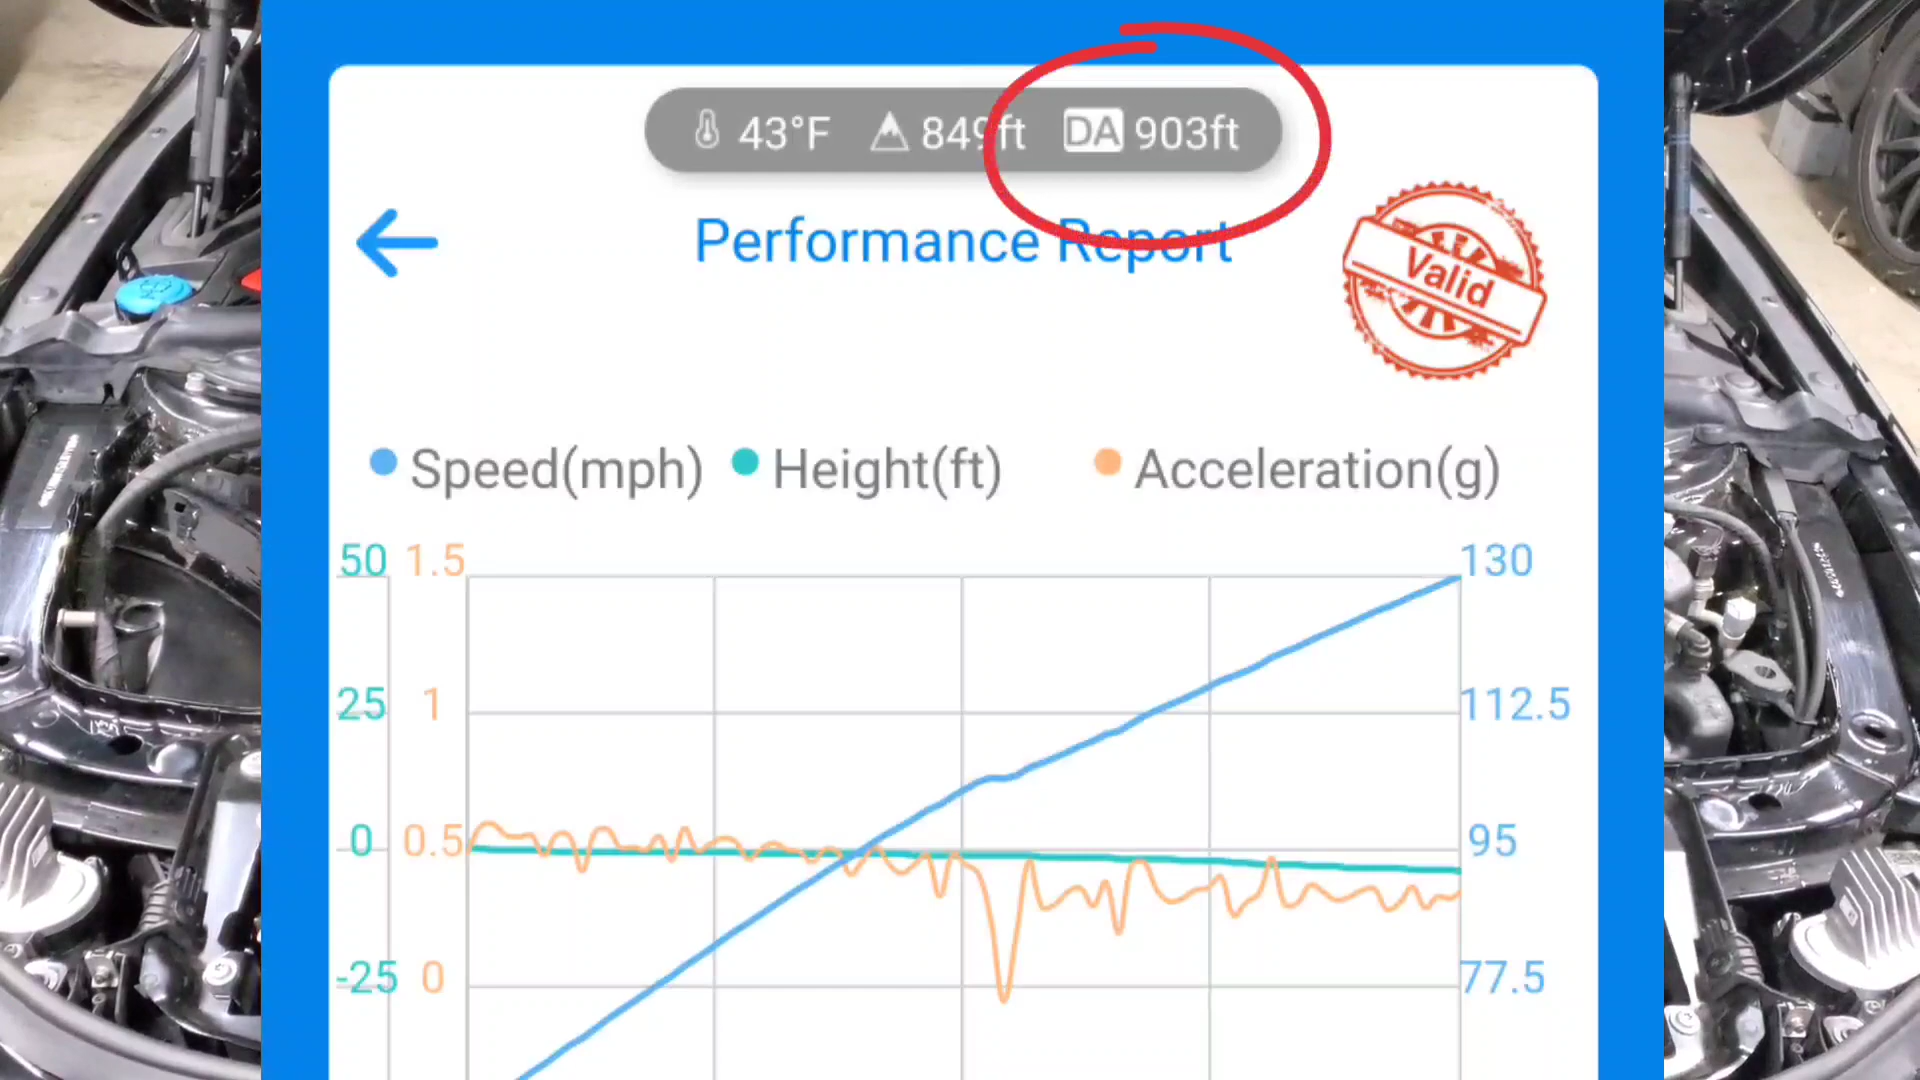 43°F 849ft DA 903ft
Performance Report
Valid
Speed(mph) Height(ft) Acceleration(g)
50 1.5 130
25 1 112.5
0 0.5 95
-25 0 77.5